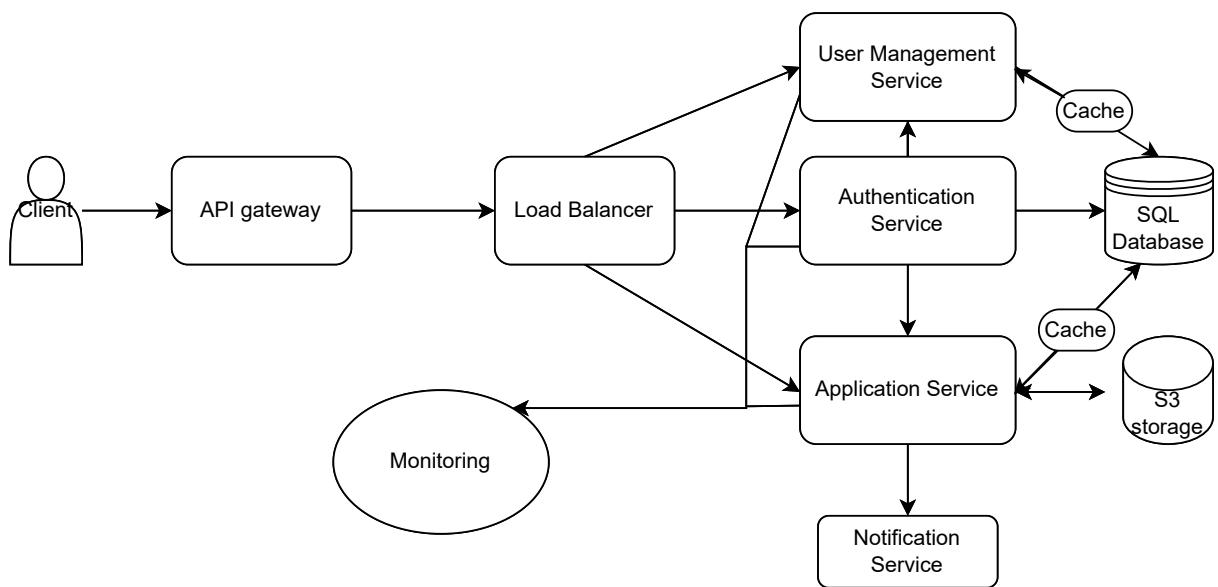 User Management
Service
Cache
Client
API gateway
Load Balancer
Authentication
Service
SQL
Database
Cache
Application Service
S3
storage
Monitoring
Notification
Service